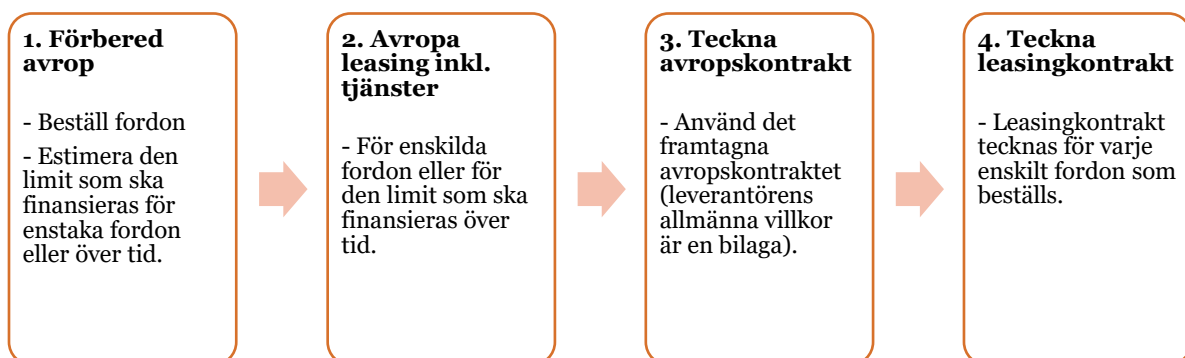 1. Förbered
avrop
- Beställ fordon
- Estimera den
limit som ska
finansieras för
enstaka fordon
eller över tid.
2. Avropa
leasing inkl.
tjänster
- För enskilda
fordon eller för
den limit som ska
finansieras över
tid.
3. Teckna
avropskontrakt
- Använd det
framtagna
avropskontraktet
(leverantörens
allmänna villkor
är en bilaga).
4. Teckna
leasingkontrakt
- Leasingkontrakt
tecknas för varje
enskilt fordon som
beställs.